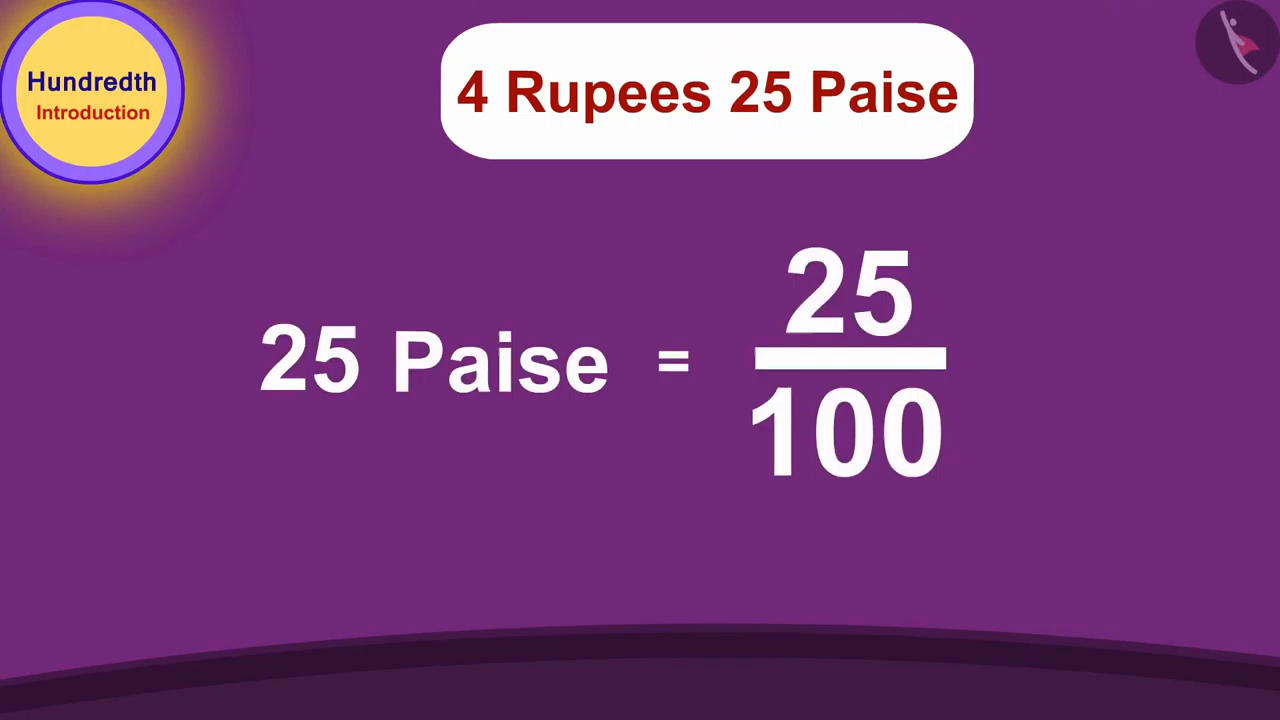 Hundredth
Introduction
4 Rupees 25 Paise
25 Paise = 25
100